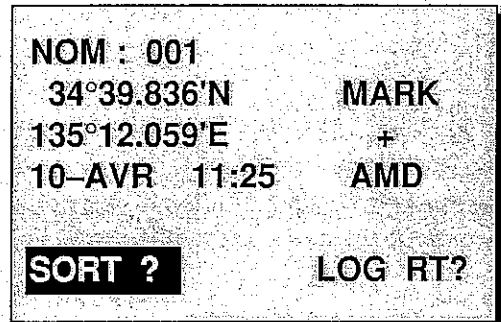 NOM : 001
34°39.836'N MARK
135°12.059'E +
10–AVR 11:25 AMD
SORT ? LOG RT?